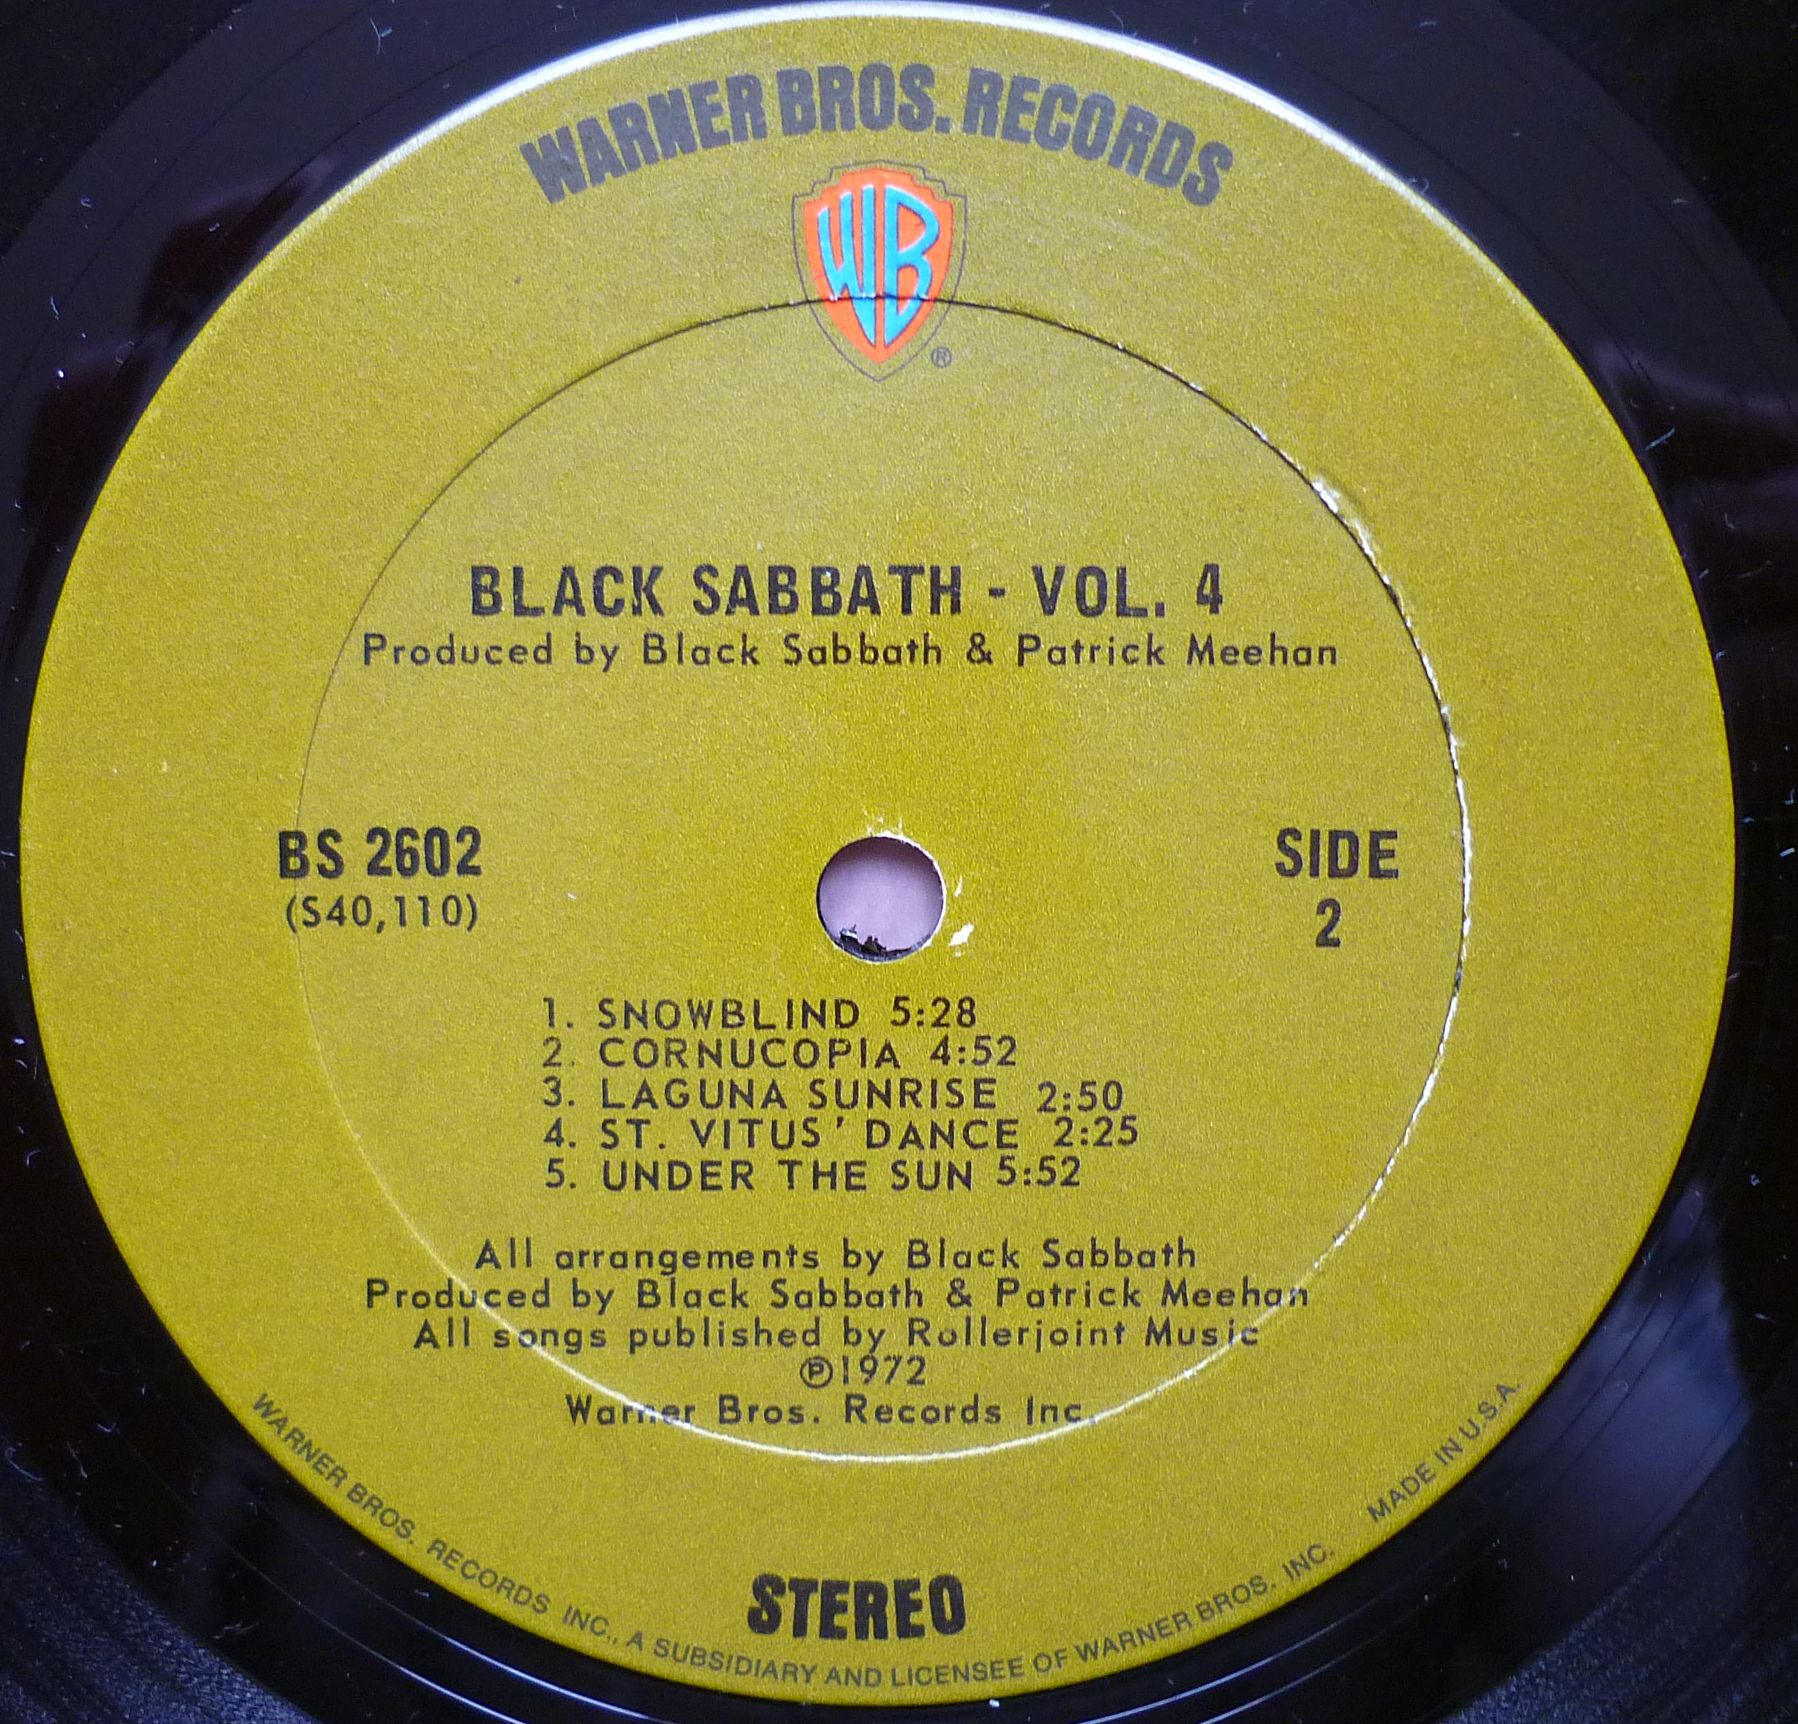 WARNER BROS. RECORDS
WB
®
BLACK SABBATH - VOL. 4
Produced by Black Sabbath & Patrick Meehan
BS 2602
(S40,110)
SIDE
2
1. SNOWBLIND 5:28
2. CORNUCOPIA 4:52
3. LAGUNA SUNRISE 2:50
4. ST. VITUS' DANCE 2:25
5. UNDER THE SUN 5:52
All arrangements by Black Sabbath
Produced by Black Sabbath & Patrick Meehan
All songs published by Rollerjoint Music
℗1972
Warner Bros. Records Inc.
STEREO
WARNER BROS. RECORDS INC., A SUBSIDIARY AND LICENSEE OF WARNER BROS. INC. MADE IN U.S.A.